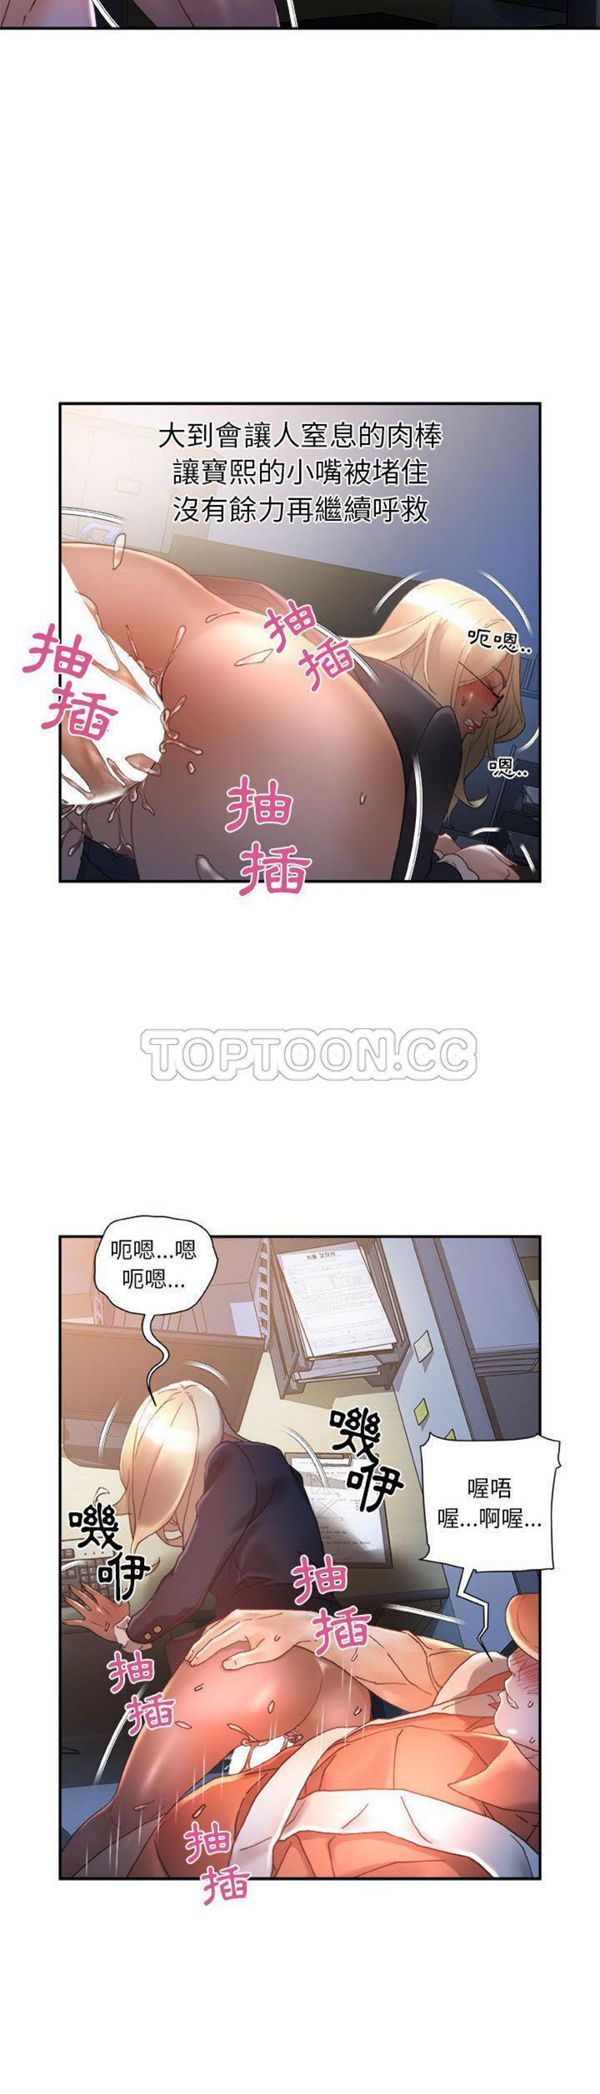 大到會讓人窒息的肉棒
讓寶熙的小嘴被堵住
沒有餘力再繼續呼救
抽插
抽插
呃嗯..
嗯..
抽插
TOPTOON.CC
呃嗯...嗯
呃嗯...
嘰咿
嘰咿
喔唔
喔...啊喔...
抽插
抽插
抽插